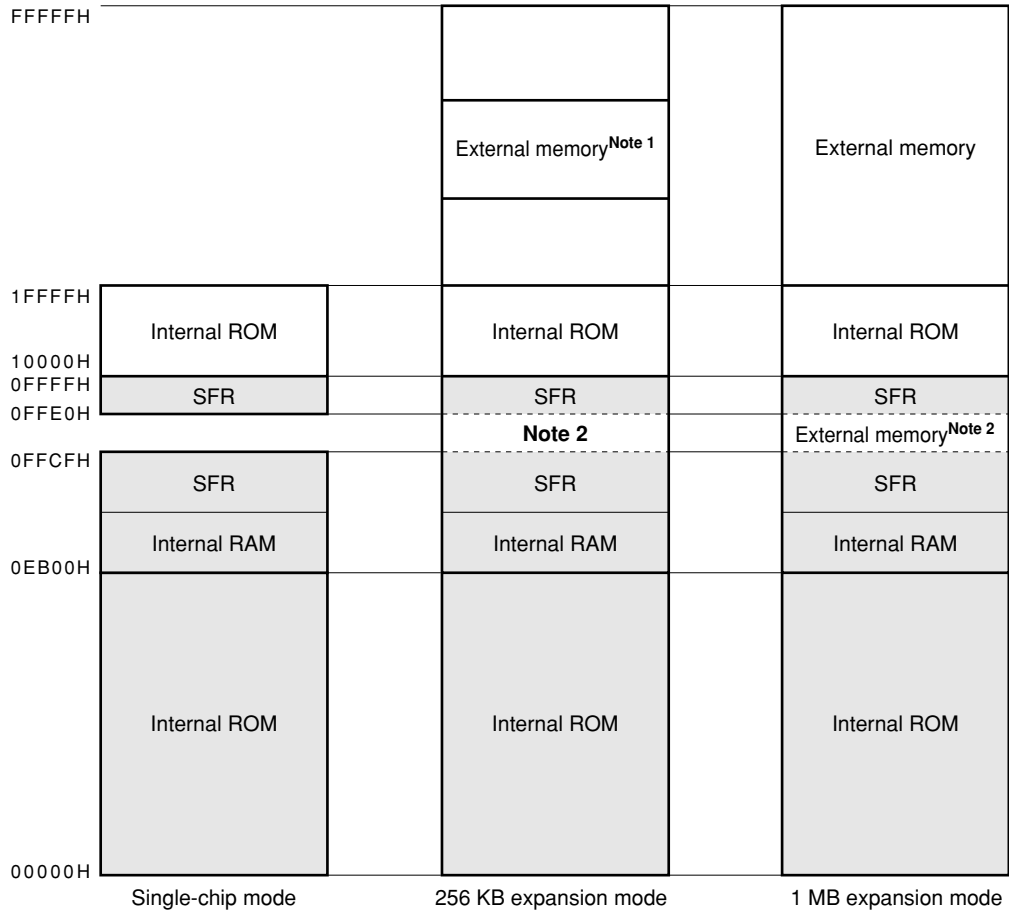 FFFFFH
External memoryNote 1
External memory
1FFFFH
Internal ROM
Internal ROM
Internal ROM
10000H
0FFFFH
SFR
SFR
SFR
0FFE0H
Note 2
External memoryNote 2
0FFCFH
SFR
SFR
SFR
Internal RAM
Internal RAM
Internal RAM
0EB00H
Internal ROM
Internal ROM
Internal ROM
00000H
Single-chip mode
256 KB expansion mode
1 MB expansion mode